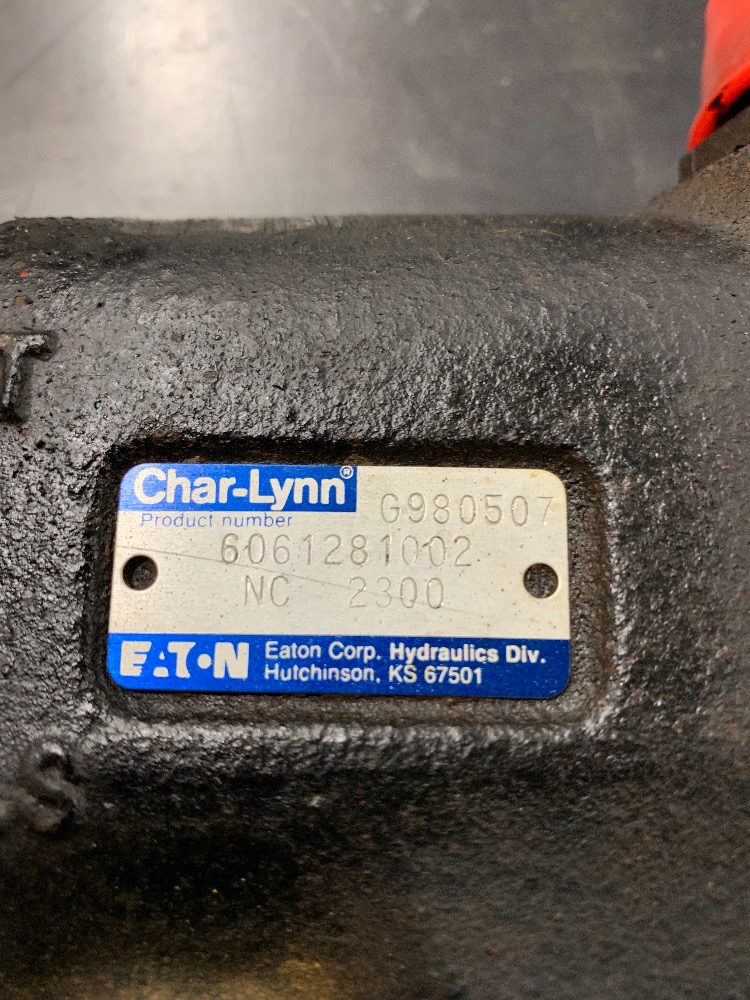 T
Char-Lynn® G980507
Product number
6061281002
NC 2300
EATON Eaton Corp. Hydraulics Div.
Hutchinson, KS 67501
S